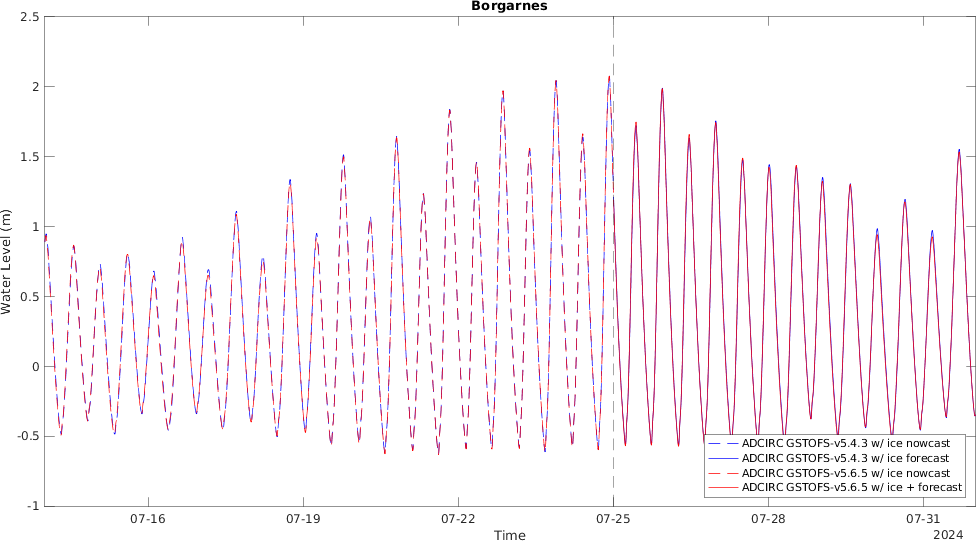 Borgarnes
2.5
2
1.5
1
0.5
0
-0.5
-1
Water Level (m)
07-16
07-19
07-22
07-25
07-28
07-31
2024
Time
ADCIRC GSTOFS-v5.4.3 w/ ice nowcast
ADCIRC GSTOFS-v5.4.3 w/ ice forecast
ADCIRC GSTOFS-v5.6.5 w/ ice nowcast
ADCIRC GSTOFS-v5.6.5 w/ ice + forecast